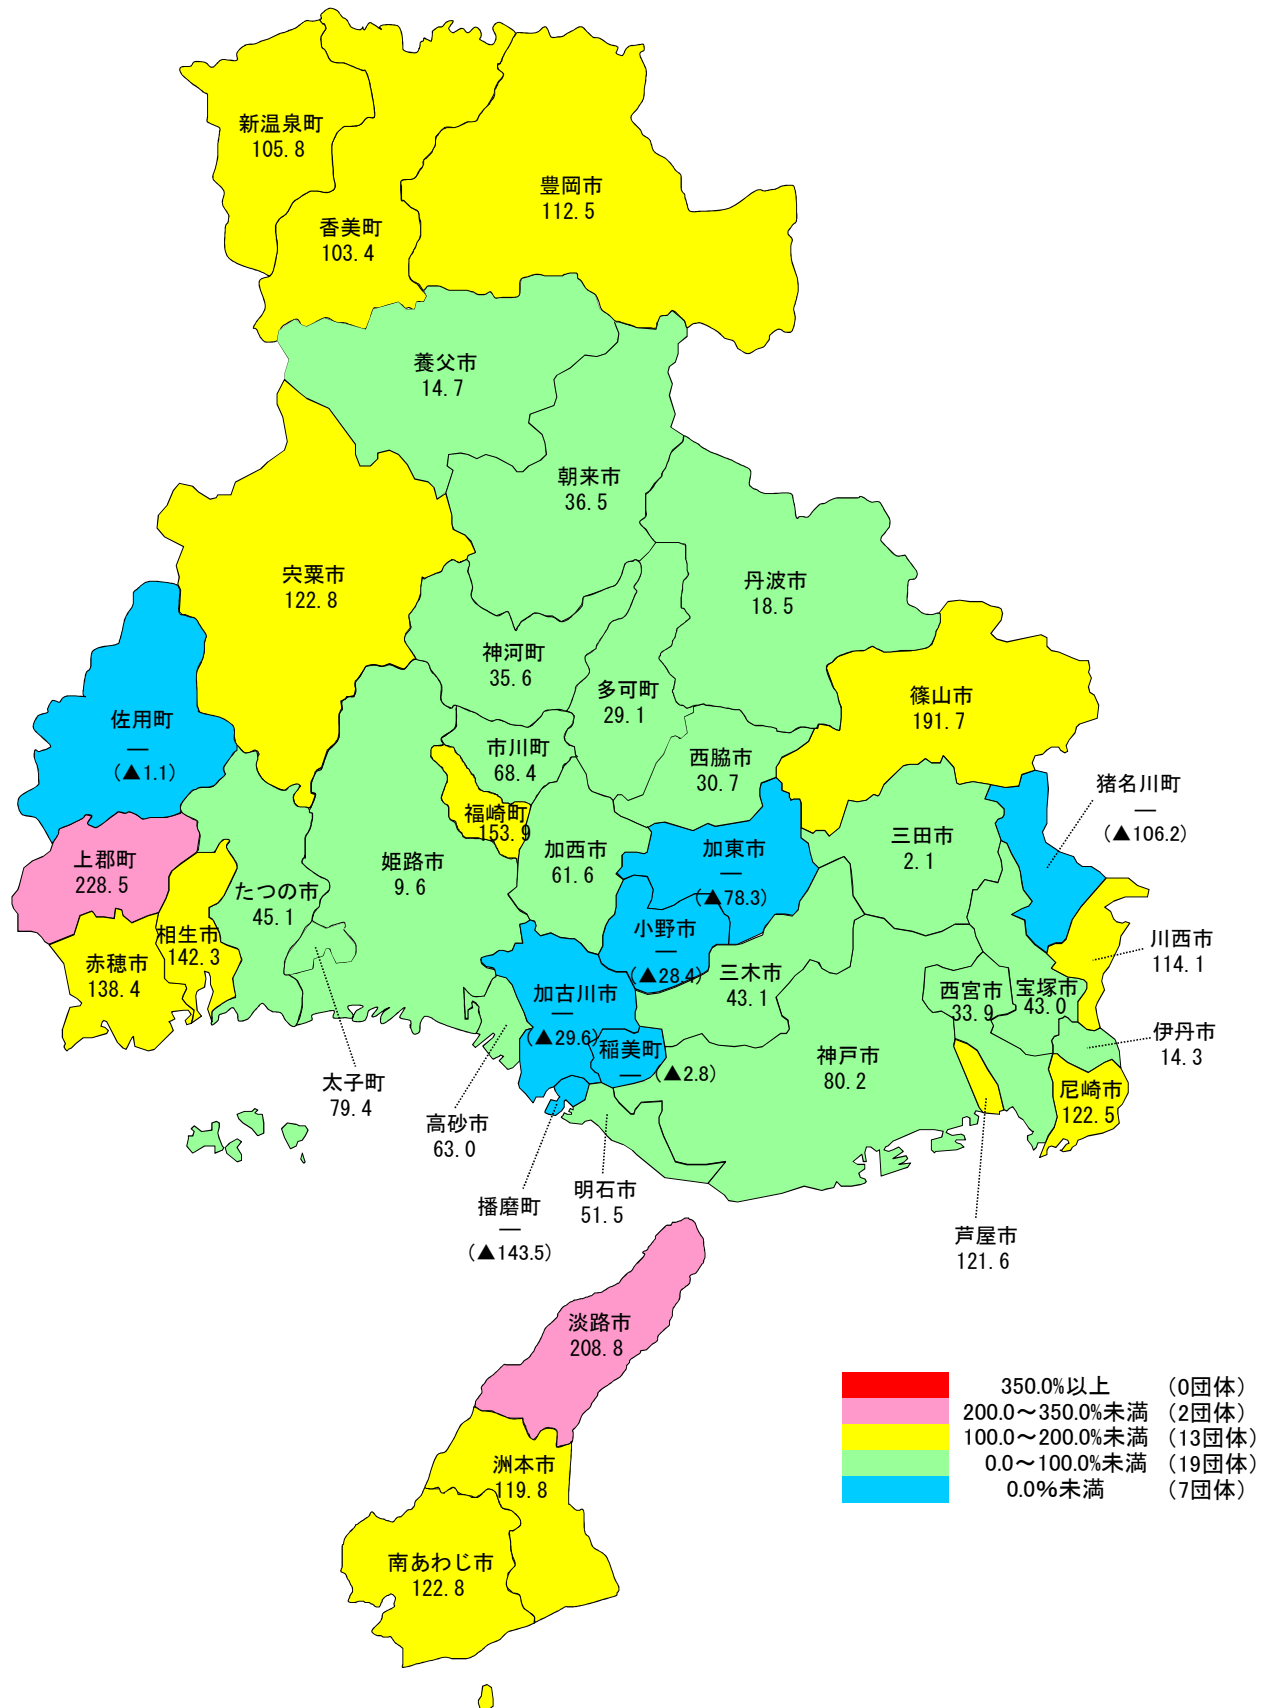 新温泉町
105.8
香美町
103.4
豊岡市
112.5
養父市
14.7
朝来市
36.5
宍粟市
122.8
丹波市
18.5
神河町
35.6
多可町
29.1
篠山市
191.7
佐用町
―
(▲1.1)
市川町
68.4
西脇市
30.7
猪名川町
―
(▲106.2)
福崎町
153.9
上郡町
228.5
姫路市
9.6
加西市
61.6
加東市
―
(▲78.3)
三田市
2.1
たつの市
45.1
相生市
142.3
赤穂市
138.4
小野市
―
(▲28.4)
三木市
43.1
川西市
114.1
加古川市
―
(▲29.6)
西宮市
33.9
宝塚市
43.0
稲美町
―
(▲2.8)
神戸市
80.2
伊丹市
14.3
太子町
79.4
尼崎市
122.5
高砂市
63.0
明石市
51.5
播磨町
―
(▲143.5)
芦屋市
121.6
淡路市
208.8
洲本市
119.8
南あわじ市
122.8
350.0%以上 (0団体)
200.0～350.0%未満 (2団体)
100.0～200.0%未満 (13団体)
0.0～100.0%未満 (19団体)
0.0%未満 (7団体)